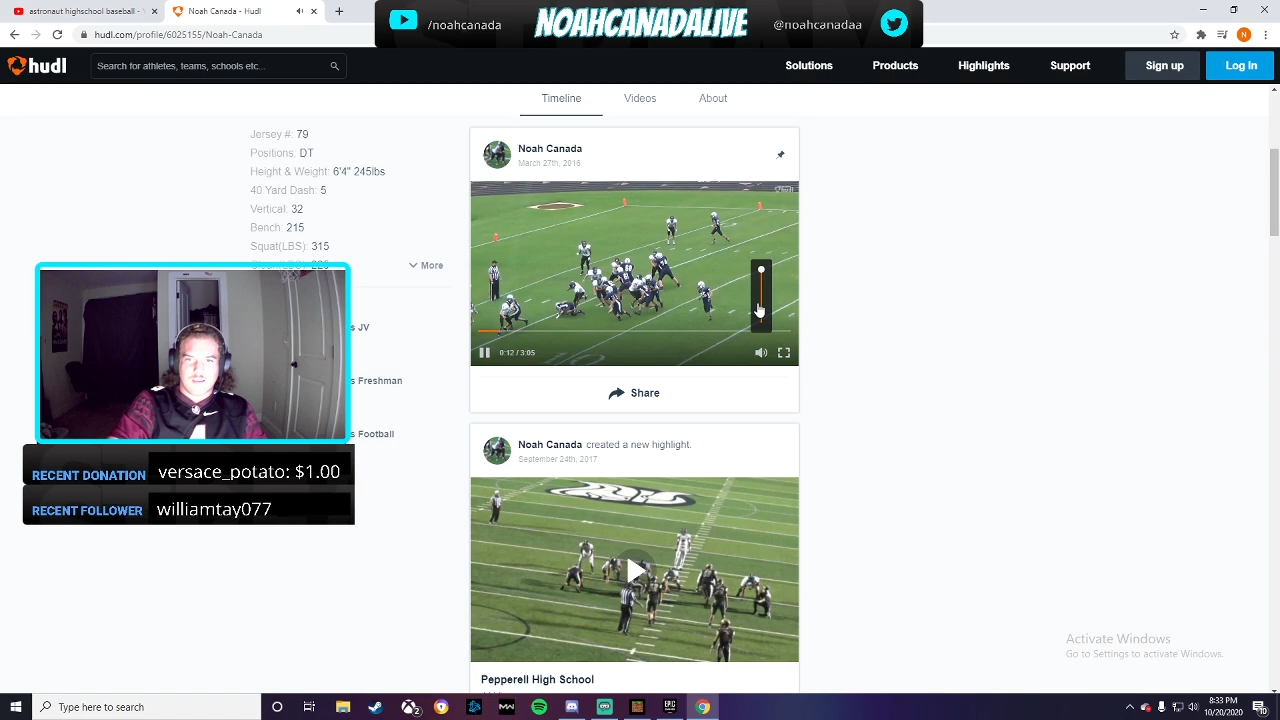 astronaut highschool baseball -
Noah Canada - Hudl
hudl.com/profile/6025155/Noah-Canada
/noahcanada
NOAHCANADALIVE
@noahcanadaa
N
hudl
Search for athletes, teams, schools etc...
Solutions
Products
Highlights
Support
Sign up
Log In
Timeline
Videos
About
Jersey #: 79
Positions: DT
Height & Weight: 6'4" 245lbs
40 Yard Dash: 5
Vertical: 32
Bench: 215
Squat(LBS): 315
More
s JV
s Freshman
s Football
Noah Canada
March 27th, 2016
hudl
0:12 / 3:05
Share
Noah Canada created a new highlight.
September 24th, 2017
Pepperell High School
RECENT DONATION versace_potato: $1.00
RECENT FOLLOWER williamtay077
Activate Windows
Go to Settings to activate Windows.
Type here to search
2
EPIC
8:33 PM
10/20/2020
10